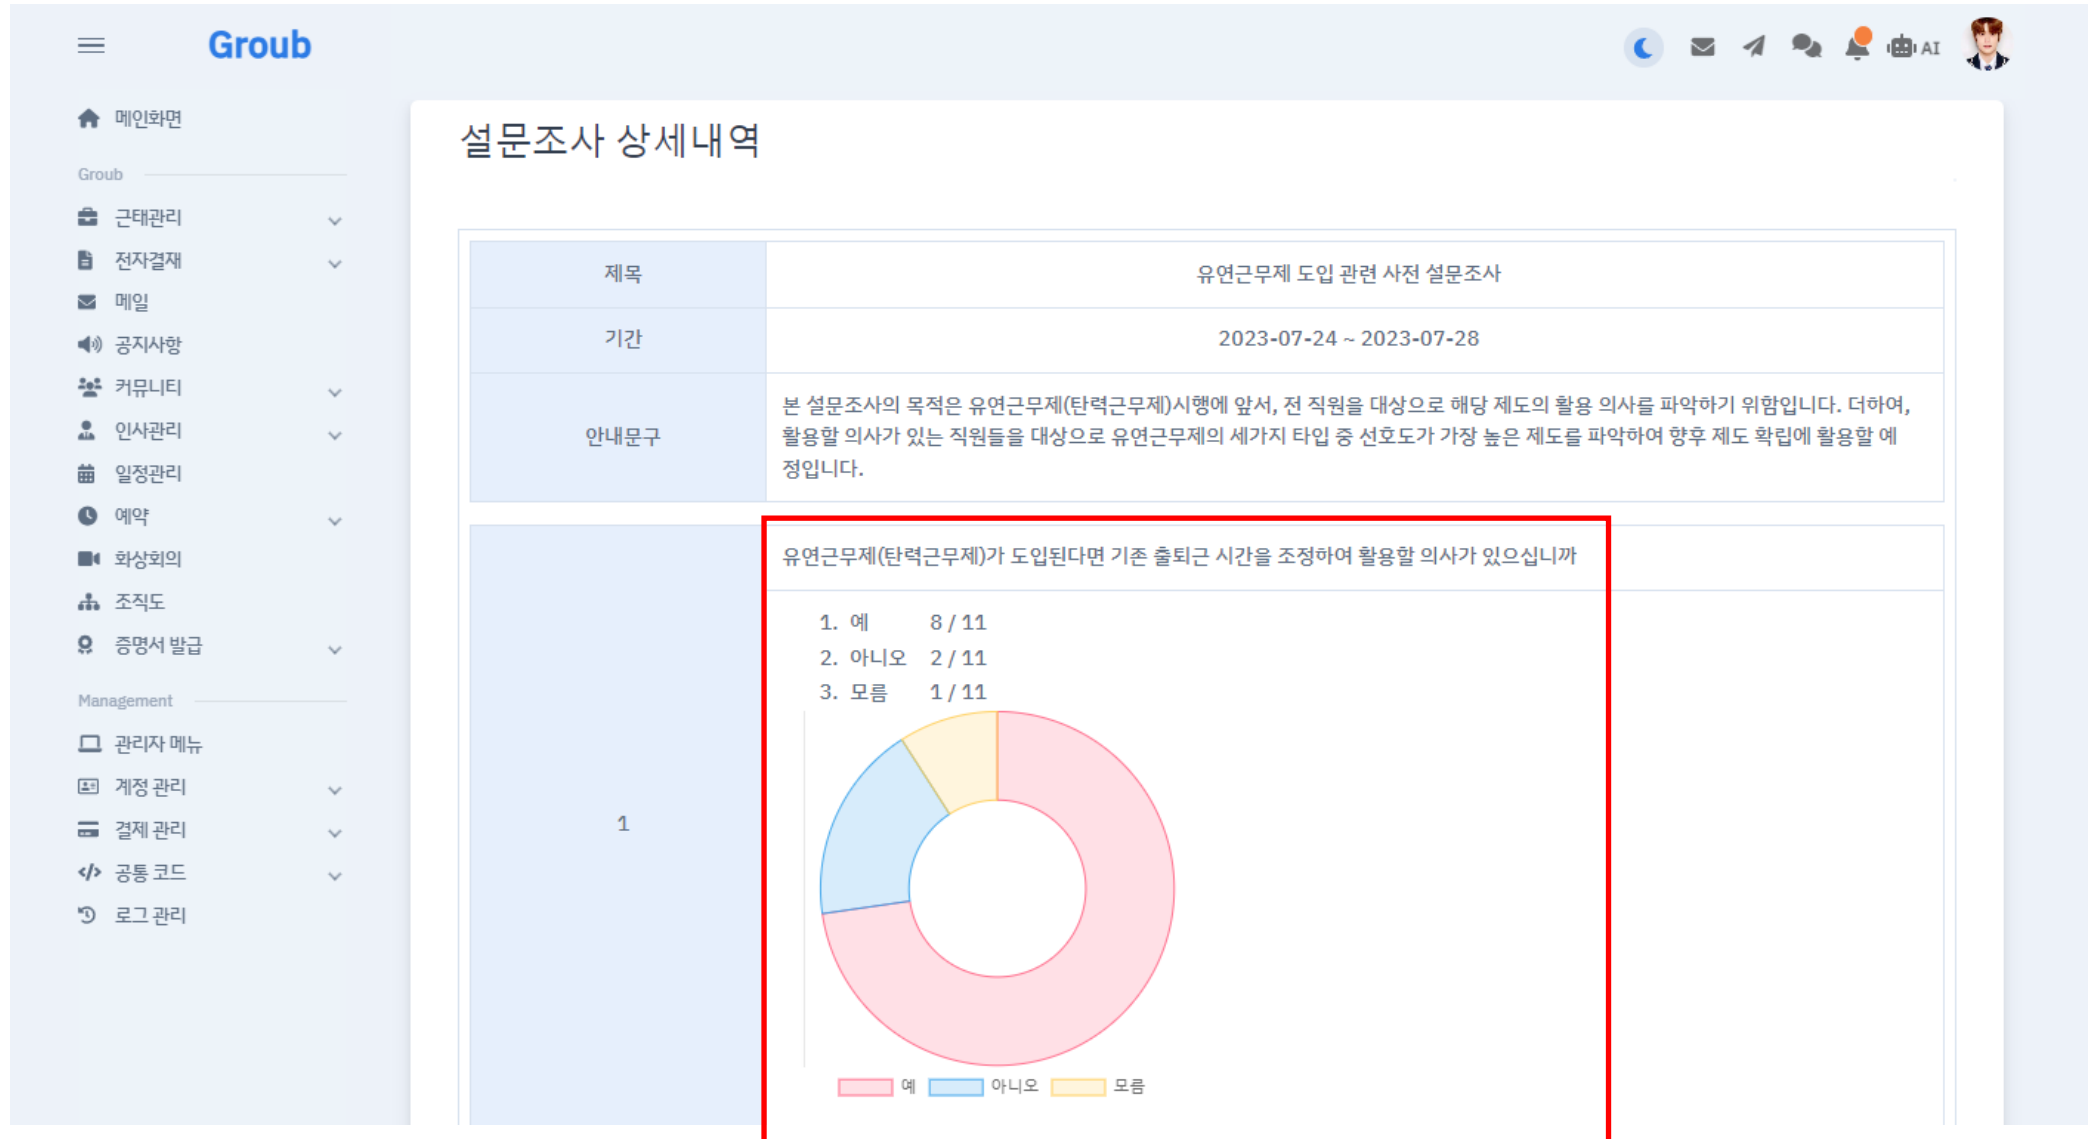 Groub
AI
메인화면
Groub
근태관리
전자결재
메일
공지사항
커뮤니티
인사관리
일정관리
예약
화상회의
조직도
증명서 발급
Management
관리자 메뉴
계정 관리
결제 관리
공통 코드
로그 관리
설문조사 상세내역
제목
유연근무제 도입 관련 사전 설문조사
기간
2023-07-24 ~ 2023-07-28
안내문구
본 설문조사의 목적은 유연근무제(탄력근무제)시행에 앞서, 전 직원을 대상으로 해당 제도의 활용 의사를 파악하기 위함입니다. 더하여,
활용할 의사가 있는 직원들을 대상으로 유연근무제의 세가지 타입 중 선호도가 가장 높은 제도를 파악하여 향후 제도 확립에 활용할 예
정입니다.
1
유연근무제(탄력근무제)가 도입된다면 기존 출퇴근 시간을 조정하여 활용할 의사가 있으십니까
1. 예 8 / 11
2. 아니오 2 / 11
3. 모름 1 / 11
예 아니오 모름